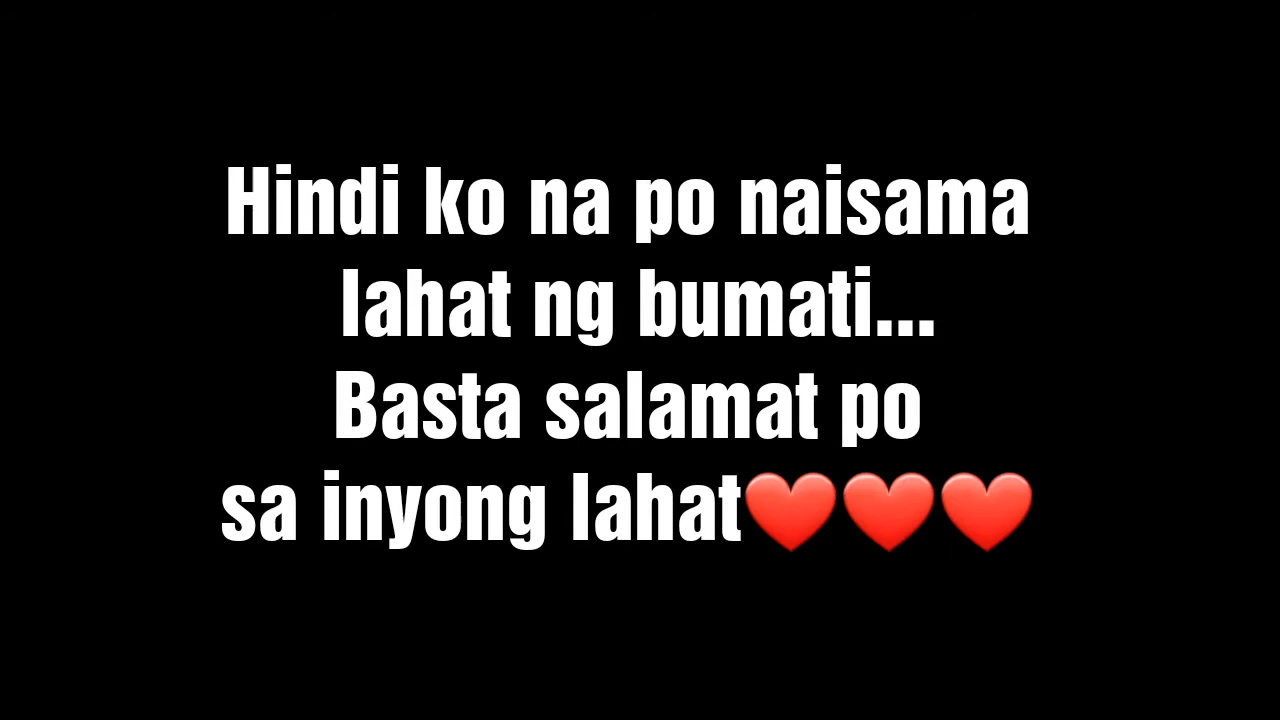 Hindi ko na po naisama
lahat ng bumati...
Basta salamat po
sa inyong lahat❤️❤️❤️